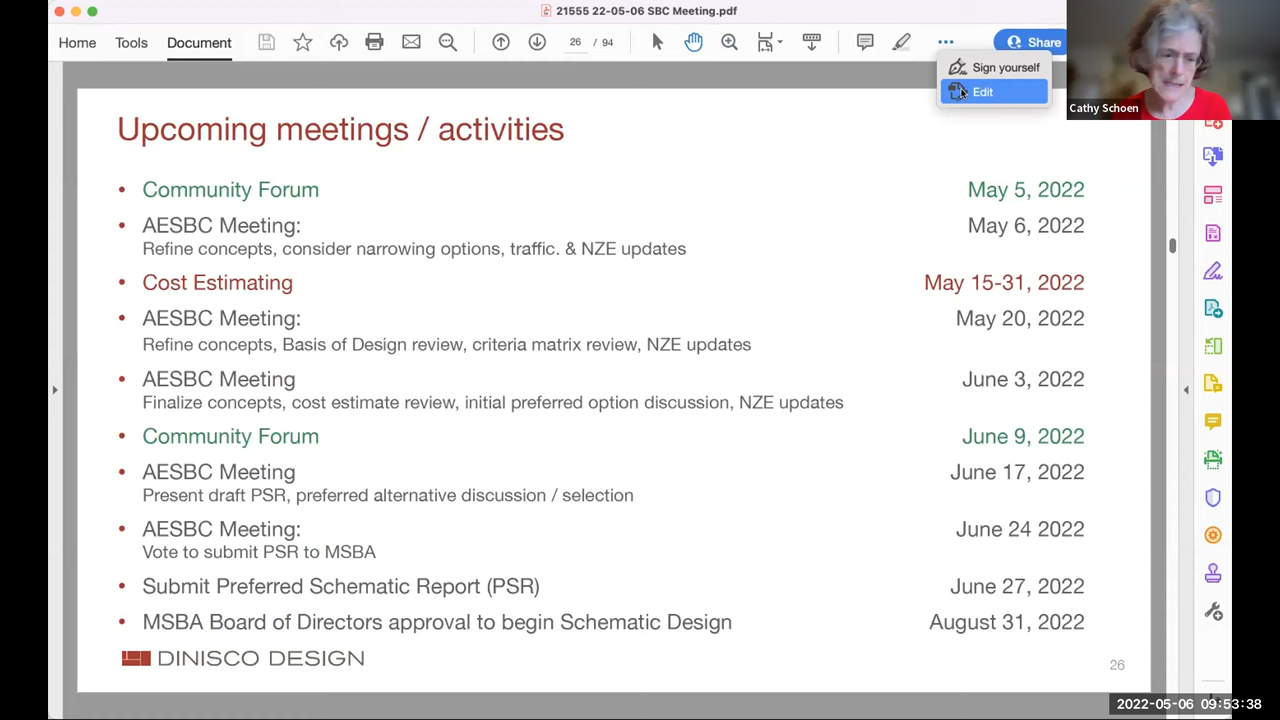 21555 22-05-06 SBC Meeting.pdf
Home Tools Document 26 / 94 Share
Sign yourself
Edit
Cathy Schoen
Upcoming meetings / activities
• Community Forum May 5, 2022
• AESBC Meeting: May 6, 2022
Refine concepts, consider narrowing options, traffic. & NZE updates
• Cost Estimating May 15-31, 2022
• AESBC Meeting: May 20, 2022
Refine concepts, Basis of Design review, criteria matrix review, NZE updates
• AESBC Meeting June 3, 2022
Finalize concepts, cost estimate review, initial preferred option discussion, NZE updates
• Community Forum June 9, 2022
• AESBC Meeting June 17, 2022
Present draft PSR, preferred alternative discussion / selection
• AESBC Meeting: June 24 2022
Vote to submit PSR to MSBA
• Submit Preferred Schematic Report (PSR) June 27, 2022
• MSBA Board of Directors approval to begin Schematic Design August 31, 2022
DINISCO DESIGN 26
2022-05-06 09:53:38